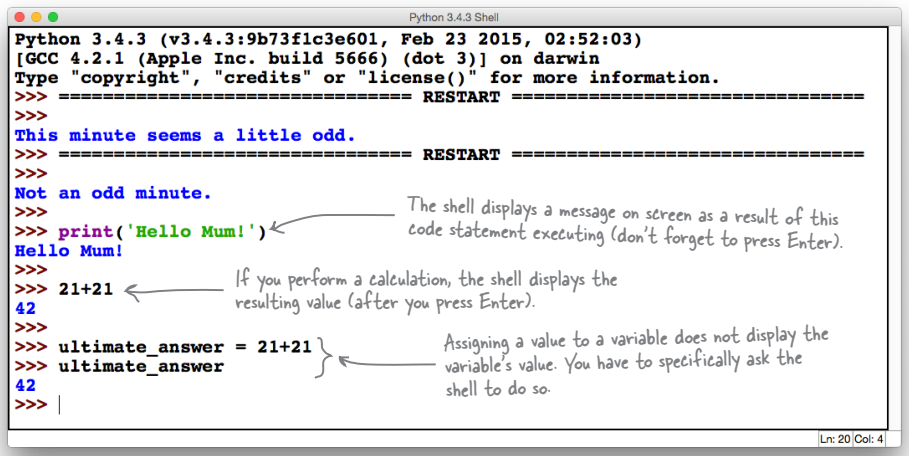 Python 3.4.3 Shell
Python 3.4.3 (v3.4.3:9b73f1c3e601, Feb 23 2015, 02:52:03)
[GCC 4.2.1 (Apple Inc. build 5666) (dot 3)] on darwin
Type "copyright", "credits" or "license()" for more information.
>>> ================================ RESTART ================================
>>>
This minute seems a little odd.
>>> ================================ RESTART ================================
>>>
Not an odd minute.
>>>
>>> print('Hello Mum!')
Hello Mum!
The shell displays a message on screen as a result of this
code statement executing (don't forget to press Enter).
>>>
>>> 21+21
42
If you perform a calculation, the shell displays the
resulting value (after you press Enter).
>>>
>>> ultimate_answer = 21+21
>>> ultimate_answer
42
Assigning a value to a variable does not display the
variable's value. You have to specifically ask the
shell to do so.
>>>
Ln: 20 Col: 4